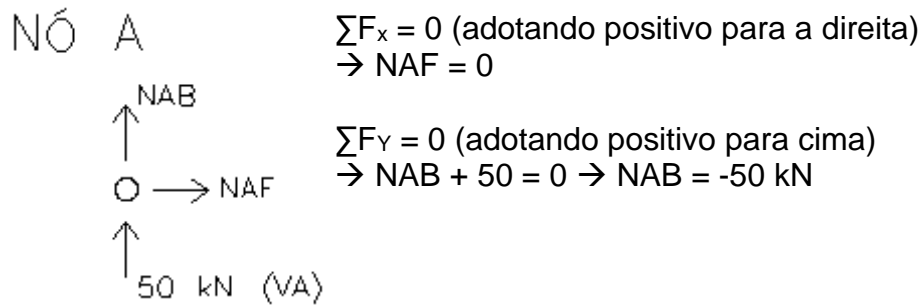 NÓ A
NAB
NAF
50 kN (VA)
∑Fx = 0 (adotando positivo para a direita)
→ NAF = 0
∑FY = 0 (adotando positivo para cima)
→ NAB + 50 = 0 → NAB = -50 kN